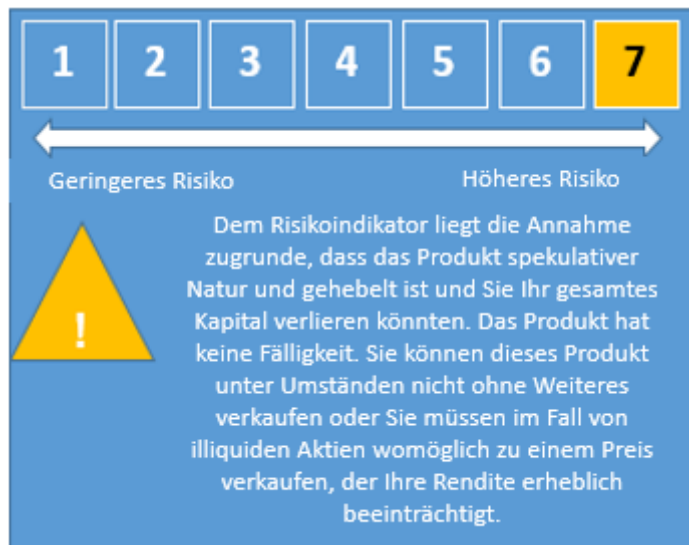 1 2 3 4 5 6 7
Geringeres Risiko Höheres Risiko
Dem Risikoindikator liegt die Annahme
zugrunde, dass das Produkt spekulativer
Natur und gehebelt ist und Sie Ihr gesamtes
Kapital verlieren könnten. Das Produkt hat
keine Fälligkeit. Sie können dieses Produkt
unter Umständen nicht ohne Weiteres
verkaufen oder Sie müssen im Fall von
illiquiden Aktien womöglich zu einem Preis
verkaufen, der Ihre Rendite erheblich
beeinträchtigt.
!